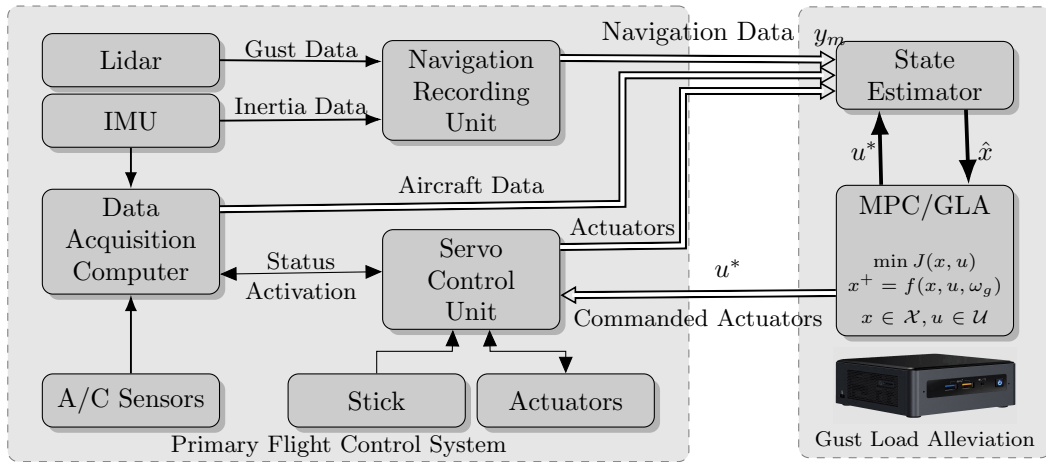 Lidar
Gust Data
Navigation
Recording
Unit
Navigation Data
y_m
State
Estimator
IMU
Inertia Data
u*
x̂
Data
Acquisition
Computer
Aircraft Data
Actuators
Status
Activation
Servo
Control
Unit
u*
Commanded Actuators
MPC/GLA
min J(x, u)
x⁺ = f(x, u, ω_g)
x ∈ 𝒳, u ∈ 𝒰
A/C Sensors
Stick
Actuators
Primary Flight Control System
Gust Load Alleviation